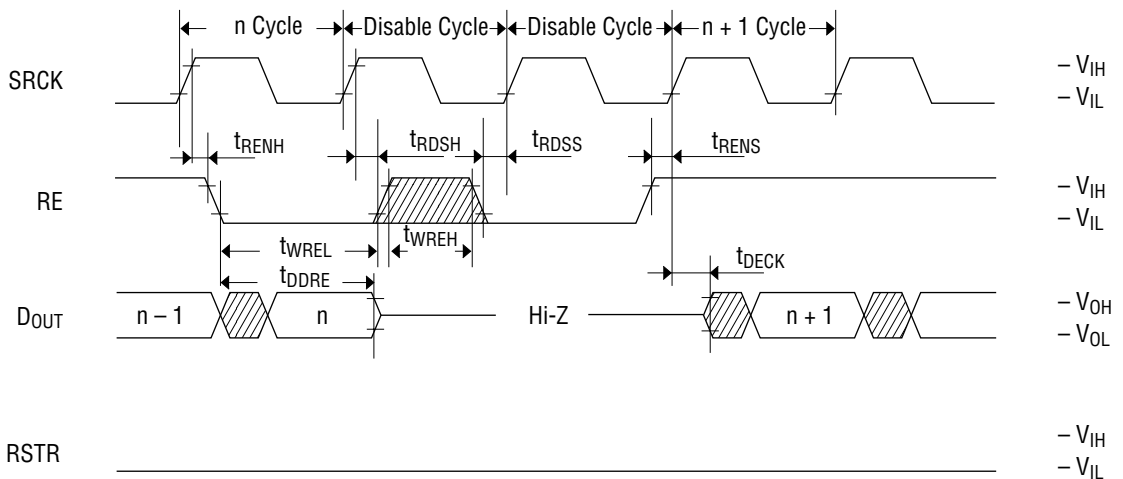 n Cycle Disable Cycle Disable Cycle n + 1 Cycle
SRCK
– VIH
– VIL
tRENH tRDSH tRDSS tRENS
RE
– VIH
– VIL
tWREL tWREH
tDDRE
tDECK
DOUT
n – 1 n Hi-Z n + 1
– VOH
– VOL
RSTR
– VIH
– VIL